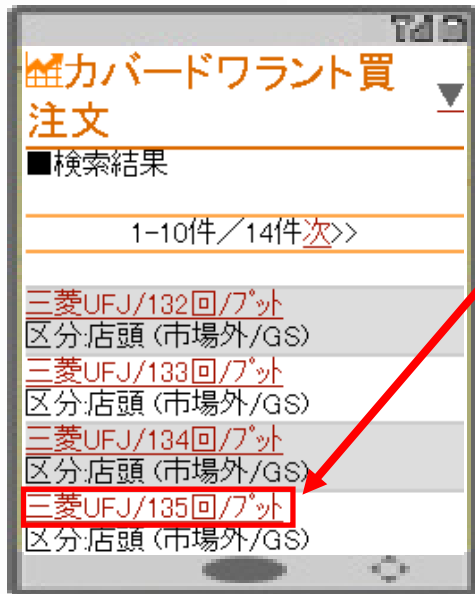 カバードワラント買
注文
▼
■検索結果
1-10件/14件次>>
三菱UFJ/132回/プット
区分:店頭(市場外/GS)
三菱UFJ/133回/プット
区分:店頭(市場外/GS)
三菱UFJ/134回/プット
区分:店頭(市場外/GS)
三菱UFJ/135回/プット
区分:店頭(市場外/GS)